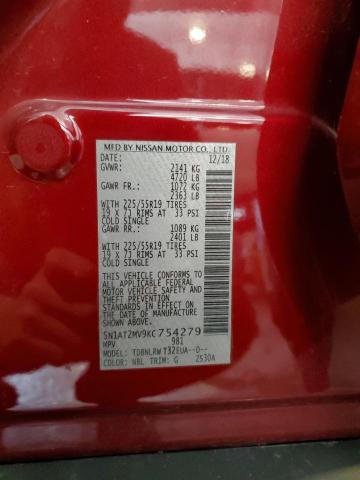 MFD BY NISSAN MOTOR CO., LTD.
DATE: 12/18
GVWR: 2141 KG
4720 LB
GAWR FR.: 1072 KG
2363 LB
WITH 225/55R19 TIRES
19 X 7J RIMS AT 33 PSI
COLD SINGLE
GAWR RR.: 1089 KG
2401 LB
WITH 225/55R19 TIRES
19 X 7J RIMS AT 33 PSI
COLD SINGLE
THIS VEHICLE CONFORMS
TO ALL APPLICABLE FEDERAL
MOTOR VEHICLE SAFETY
BUMPER AND THEFT
PREVENTION STANDARDS IN
EFFECT ON THE DATE OF
MANUFACTURE SHOWN ABOVE
5N1AT2MV9KC754279
MPV 981
MODEL: TDBNLRW T32EUA--D--
COLOR: NBL TRIM: G 2530A